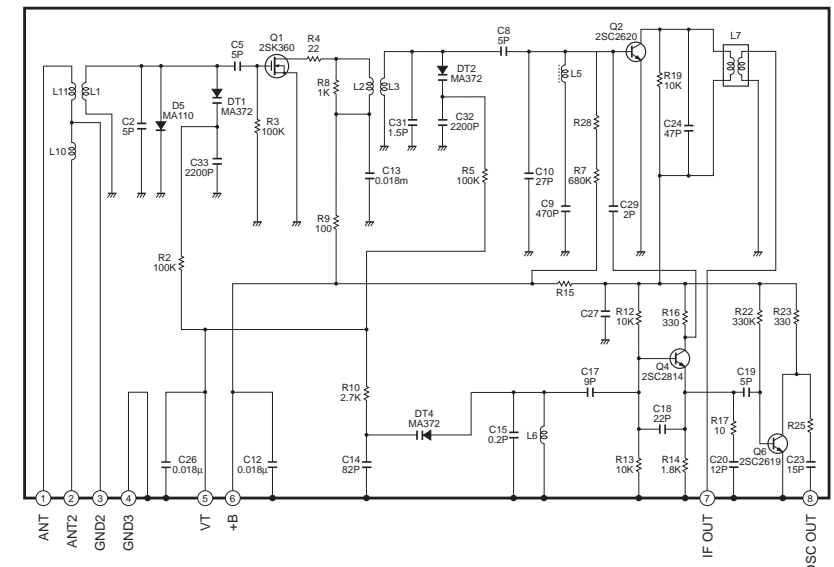 Q1
2SK360
R4
22
C5
5P
C8
5P
Q2
2SC2620
L7
L11
L1
C2
5P
D5
MA110
DT1
MA372
R3
100K
R8
1K
L2
L3
DT2
MA372
L5
R19
10K
C24
47P
L10
C33
2200P
C13
0.018m
C31
1.5P
C32
2200P
R5
100K
C10
27P
C9
470P
R28
R7
680K
C29
2P
R2
100K
R9
100
R15
C27
R12
10K
R16
330
R22
330K
R23
330
Q4
2SC2814
R10
2.7K
DT4
MA372
C17
9P
C19
5P
C26
0.018µ
C12
0.018µ
C14
82P
C15
0.2P
L6
C18
22P
R13
10K
R14
1.8K
R17
10
C20
12P
Q6
2SC2619
R25
C23
15P
1
2
3
4
5
6
7
8
ANT
ANT2
GND2
GND3
VT
+B
IF OUT
OSC OUT